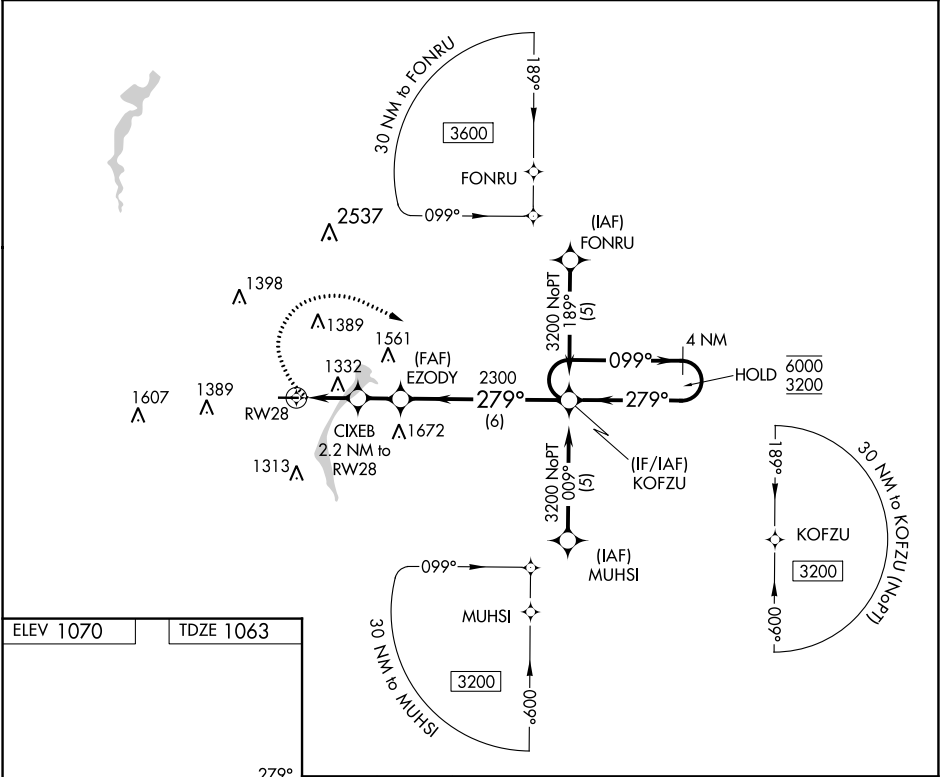 30 NM to FONRU
189°
3600
FONRU
099°
2537
(IAF)
FONRU
1398
1389
3200 NoPT
189°
(5)
4 NM
1561
099°
HOLD
6000
3200
(FAF)
EZODY
1332
2300
279°
(6)
279°
1607
1389
RW28
CIXEB
2.2 NM to
RW28
1672
1313
(IF/IAF)
KOFZU
3200 NoPT
009°
(5)
(IAF)
MUHSI
189°
30 NM to KOFZU (NoPT)
KOFZU
3200
009°
099°
MUHSI
30 NM to MUHSI
3200
009°
ELEV 1070
TDZE 1063
279°